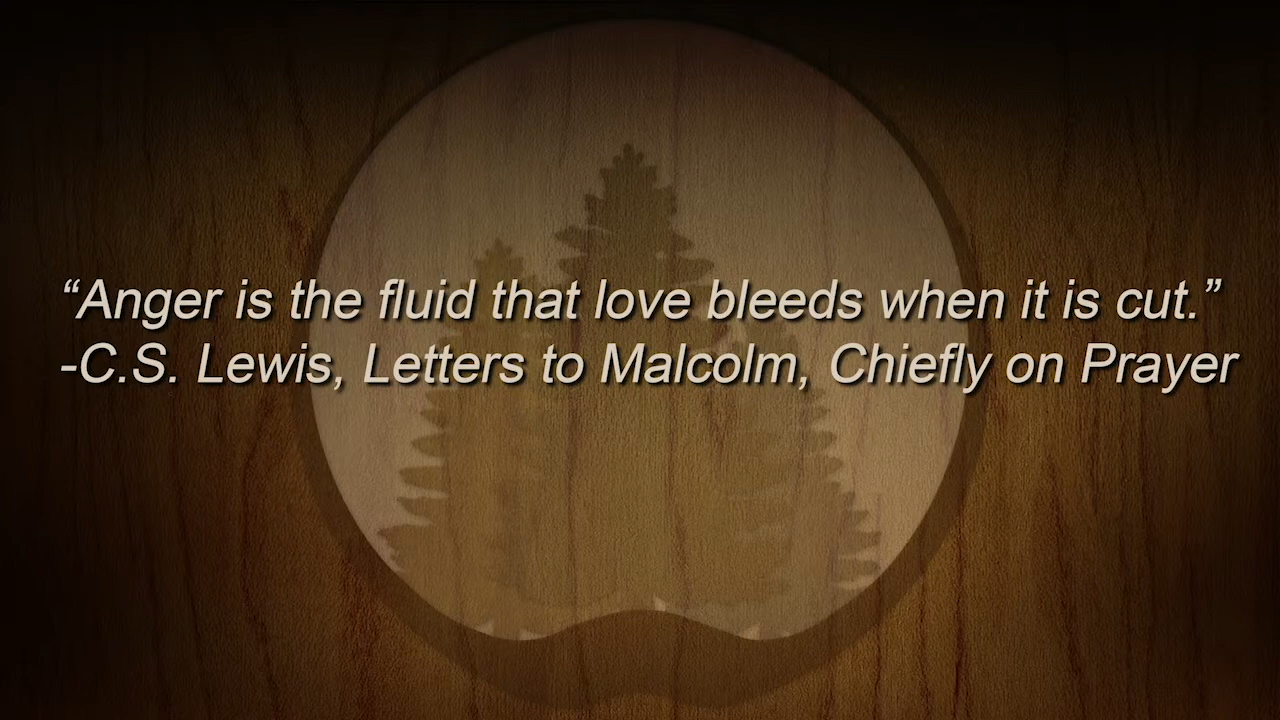 “Anger is the fluid that love bleeds when it is cut.”
-C.S. Lewis, Letters to Malcolm, Chiefly on Prayer